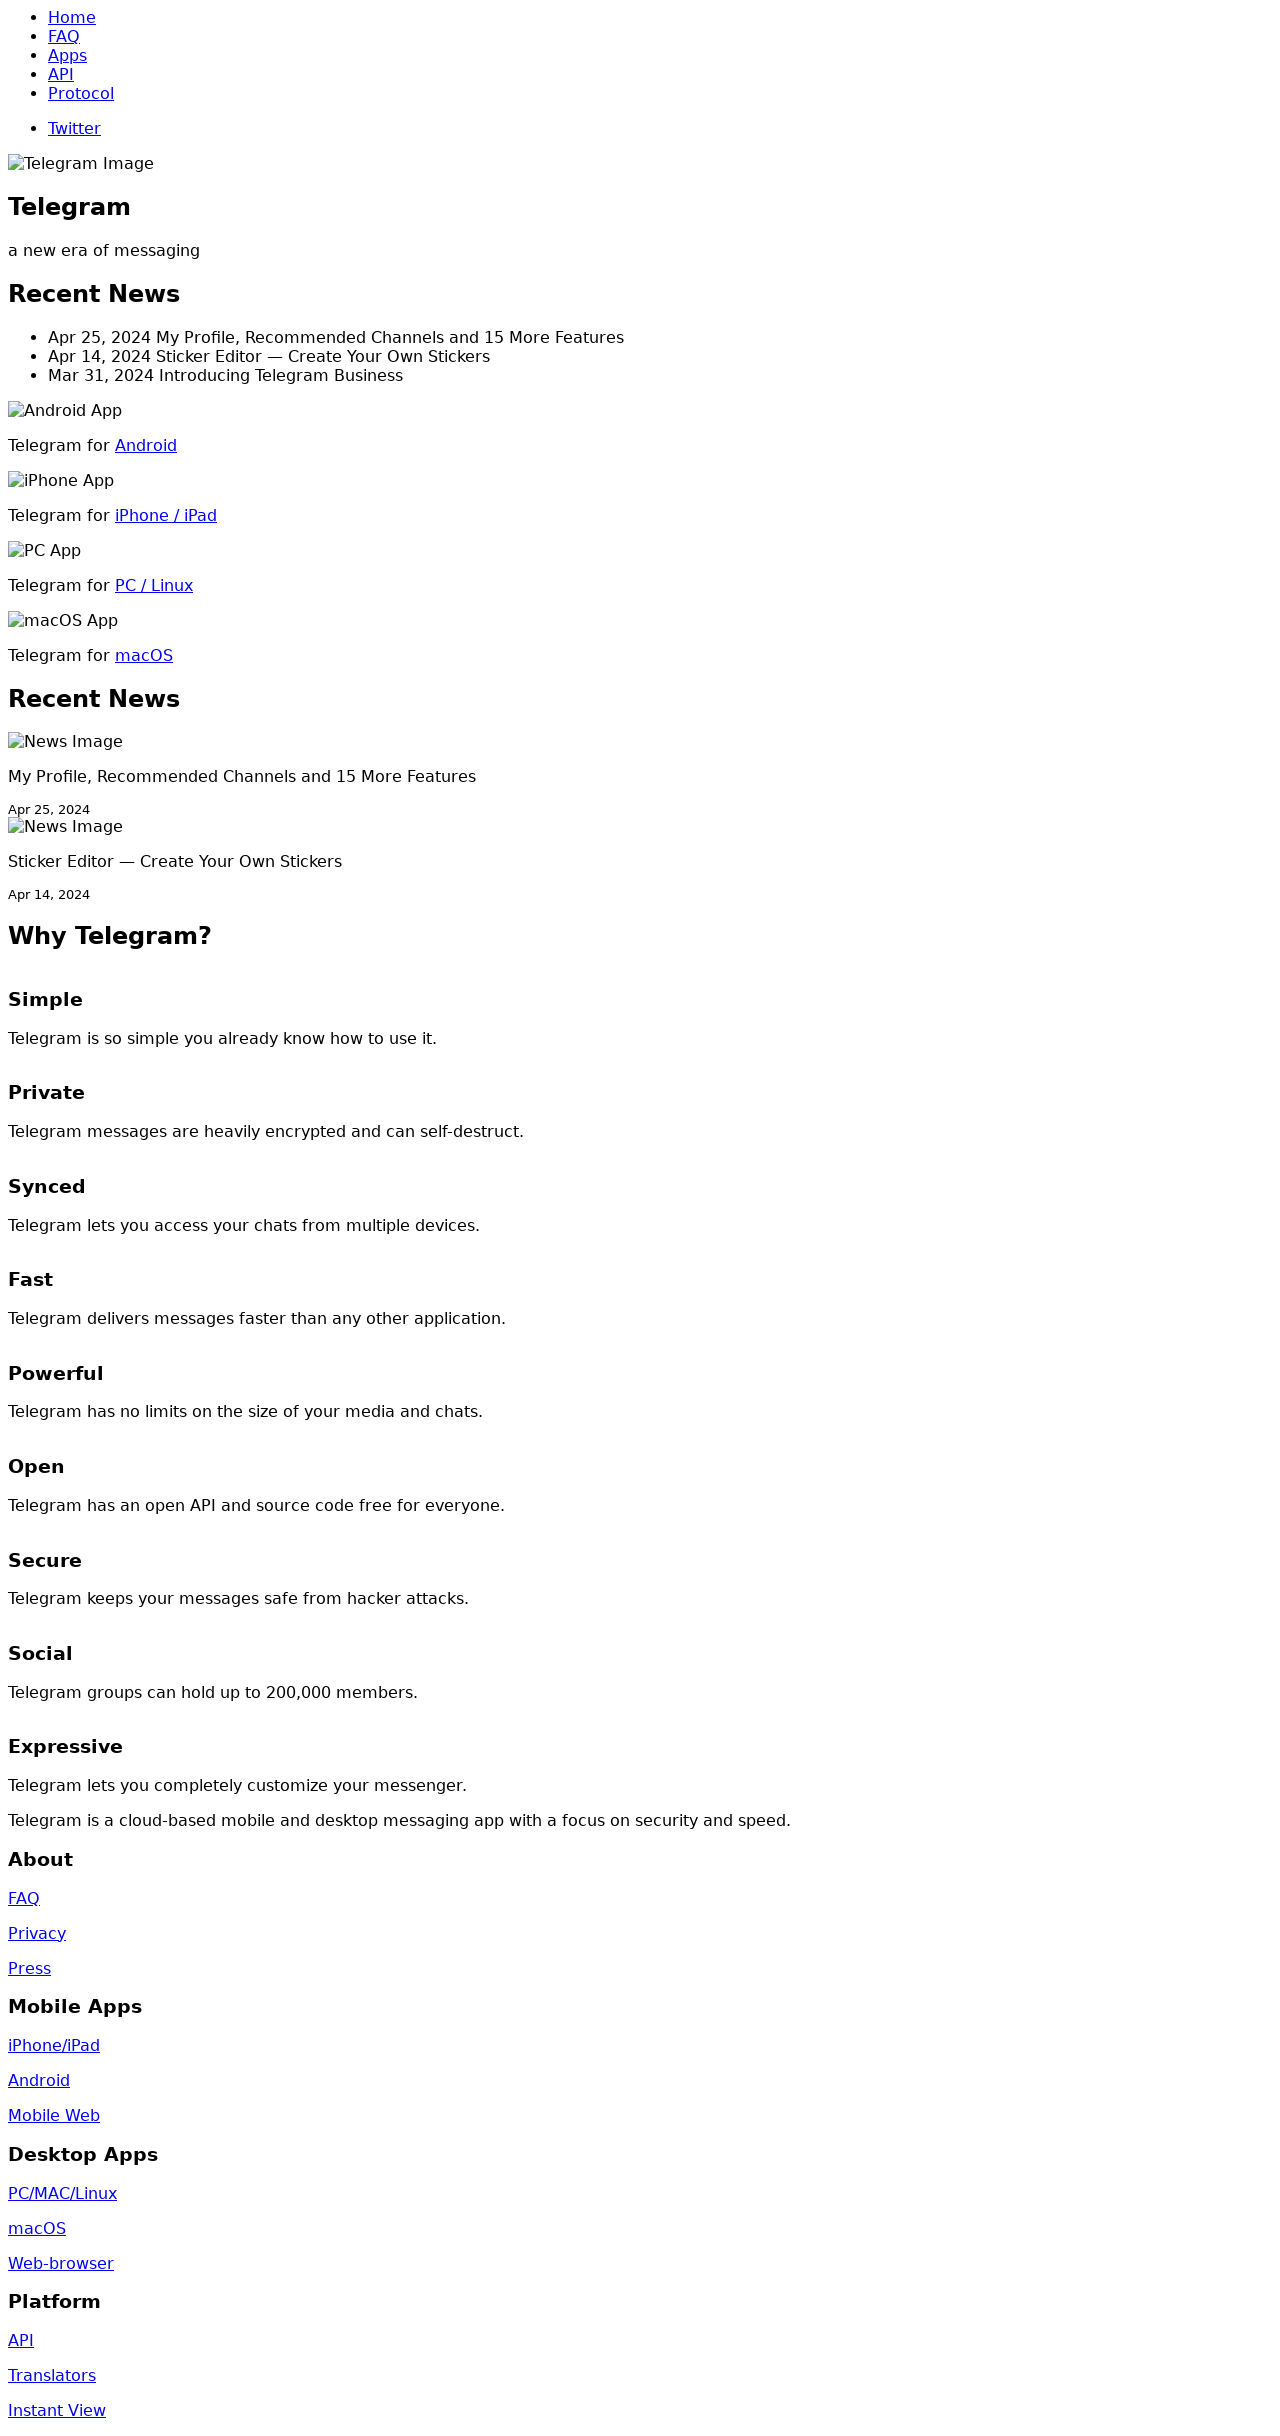 Home
FAQ
Apps
API
Protocol
Twitter
Telegram Image
Telegram
a new era of messaging
Recent News
Apr 25, 2024 My Profile, Recommended Channels and 15 More Features
Apr 14, 2024 Sticker Editor — Create Your Own Stickers
Mar 31, 2024 Introducing Telegram Business
Android App
Telegram for Android
iPhone App
Telegram for iPhone / iPad
PC App
Telegram for PC / Linux
macOS App
Telegram for macOS
Recent News
News Image
My Profile, Recommended Channels and 15 More Features
Apr 25, 2024
News Image
Sticker Editor — Create Your Own Stickers
Apr 14, 2024
Why Telegram?
Simple
Telegram is so simple you already know how to use it.
Private
Telegram messages are heavily encrypted and can self-destruct.
Synced
Telegram lets you access your chats from multiple devices.
Fast
Telegram delivers messages faster than any other application.
Powerful
Telegram has no limits on the size of your media and chats.
Open
Telegram has an open API and source code free for everyone.
Secure
Telegram keeps your messages safe from hacker attacks.
Social
Telegram groups can hold up to 200,000 members.
Expressive
Telegram lets you completely customize your messenger.
Telegram is a cloud-based mobile and desktop messaging app with a focus on security and speed.
About
FAQ
Privacy
Press
Mobile Apps
iPhone/iPad
Android
Mobile Web
Desktop Apps
PC/MAC/Linux
macOS
Web-browser
Platform
API
Translators
Instant View